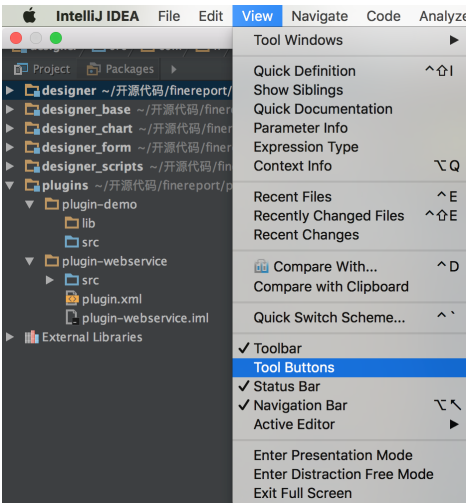 IntelliJ IDEA File Edit View Navigate Code Analyze
Project Packages
designer ~/开源代码/finereport/
designer_base ~/开源代码/finereport/
designer_chart ~/开源代码/finereport/
designer_form ~/开源代码/finereport/
designer_scripts ~/开源代码/fin
plugins ~/开源代码/finereport/p
plugin-demo
lib
src
plugin-webservice
src
plugin.xml
plugin-webservice.iml
External Libraries
Tool Windows
Quick Definition ⌃⇧I
Show Siblings
Quick Documentation
Parameter Info
Expression Type
Context Info ⌥Q
Recent Files ⌃E
Recently Changed Files ⌃⇧E
Recent Changes
Compare With... ⌃D
Compare with Clipboard
Quick Switch Scheme... ⌃`
✓ Toolbar
Tool Buttons
✓ Status Bar
✓ Navigation Bar ⌥↖
Active Editor
Enter Presentation Mode
Enter Distraction Free Mode
Exit Full Screen